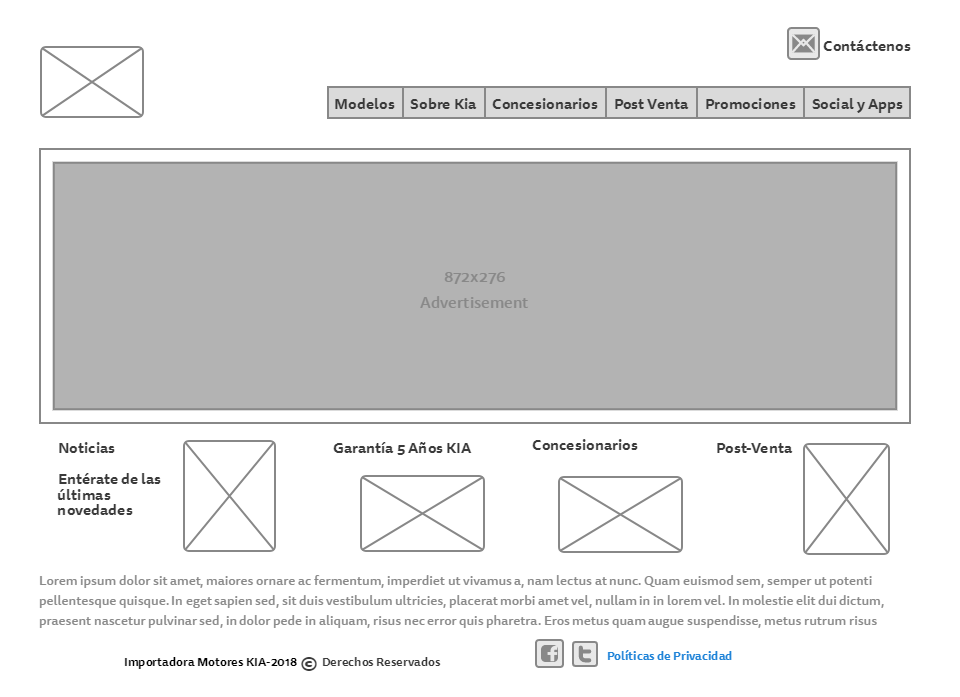 Contáctenos
Modelos Sobre Kia Concesionarios Post Venta Promociones Social y Apps
872x276
Advertisement
Noticias
Entérate de las
últimas
novedades
Garantía 5 Años KIA
Concesionarios
Post-Venta
Lorem ipsum dolor sit amet, maiores ornare ac fermentum, imperdiet ut vivamus a, nam lectus at nunc. Quam euismod sem, semper ut potenti
pellentesque quisque. In eget sapien sed, sit duis vestibulum ultricies, placerat morbi amet vel, nullam in in lorem vel. In molestie elit dui dictum,
praesent nascetur pulvinar sed, in dolor pede in aliquam, risus nec error quis pharetra. Eros metus quam augue suspendisse, metus rutrum risus
Importadora Motores KIA-2018 © Derechos Reservados
Políticas de Privacidad